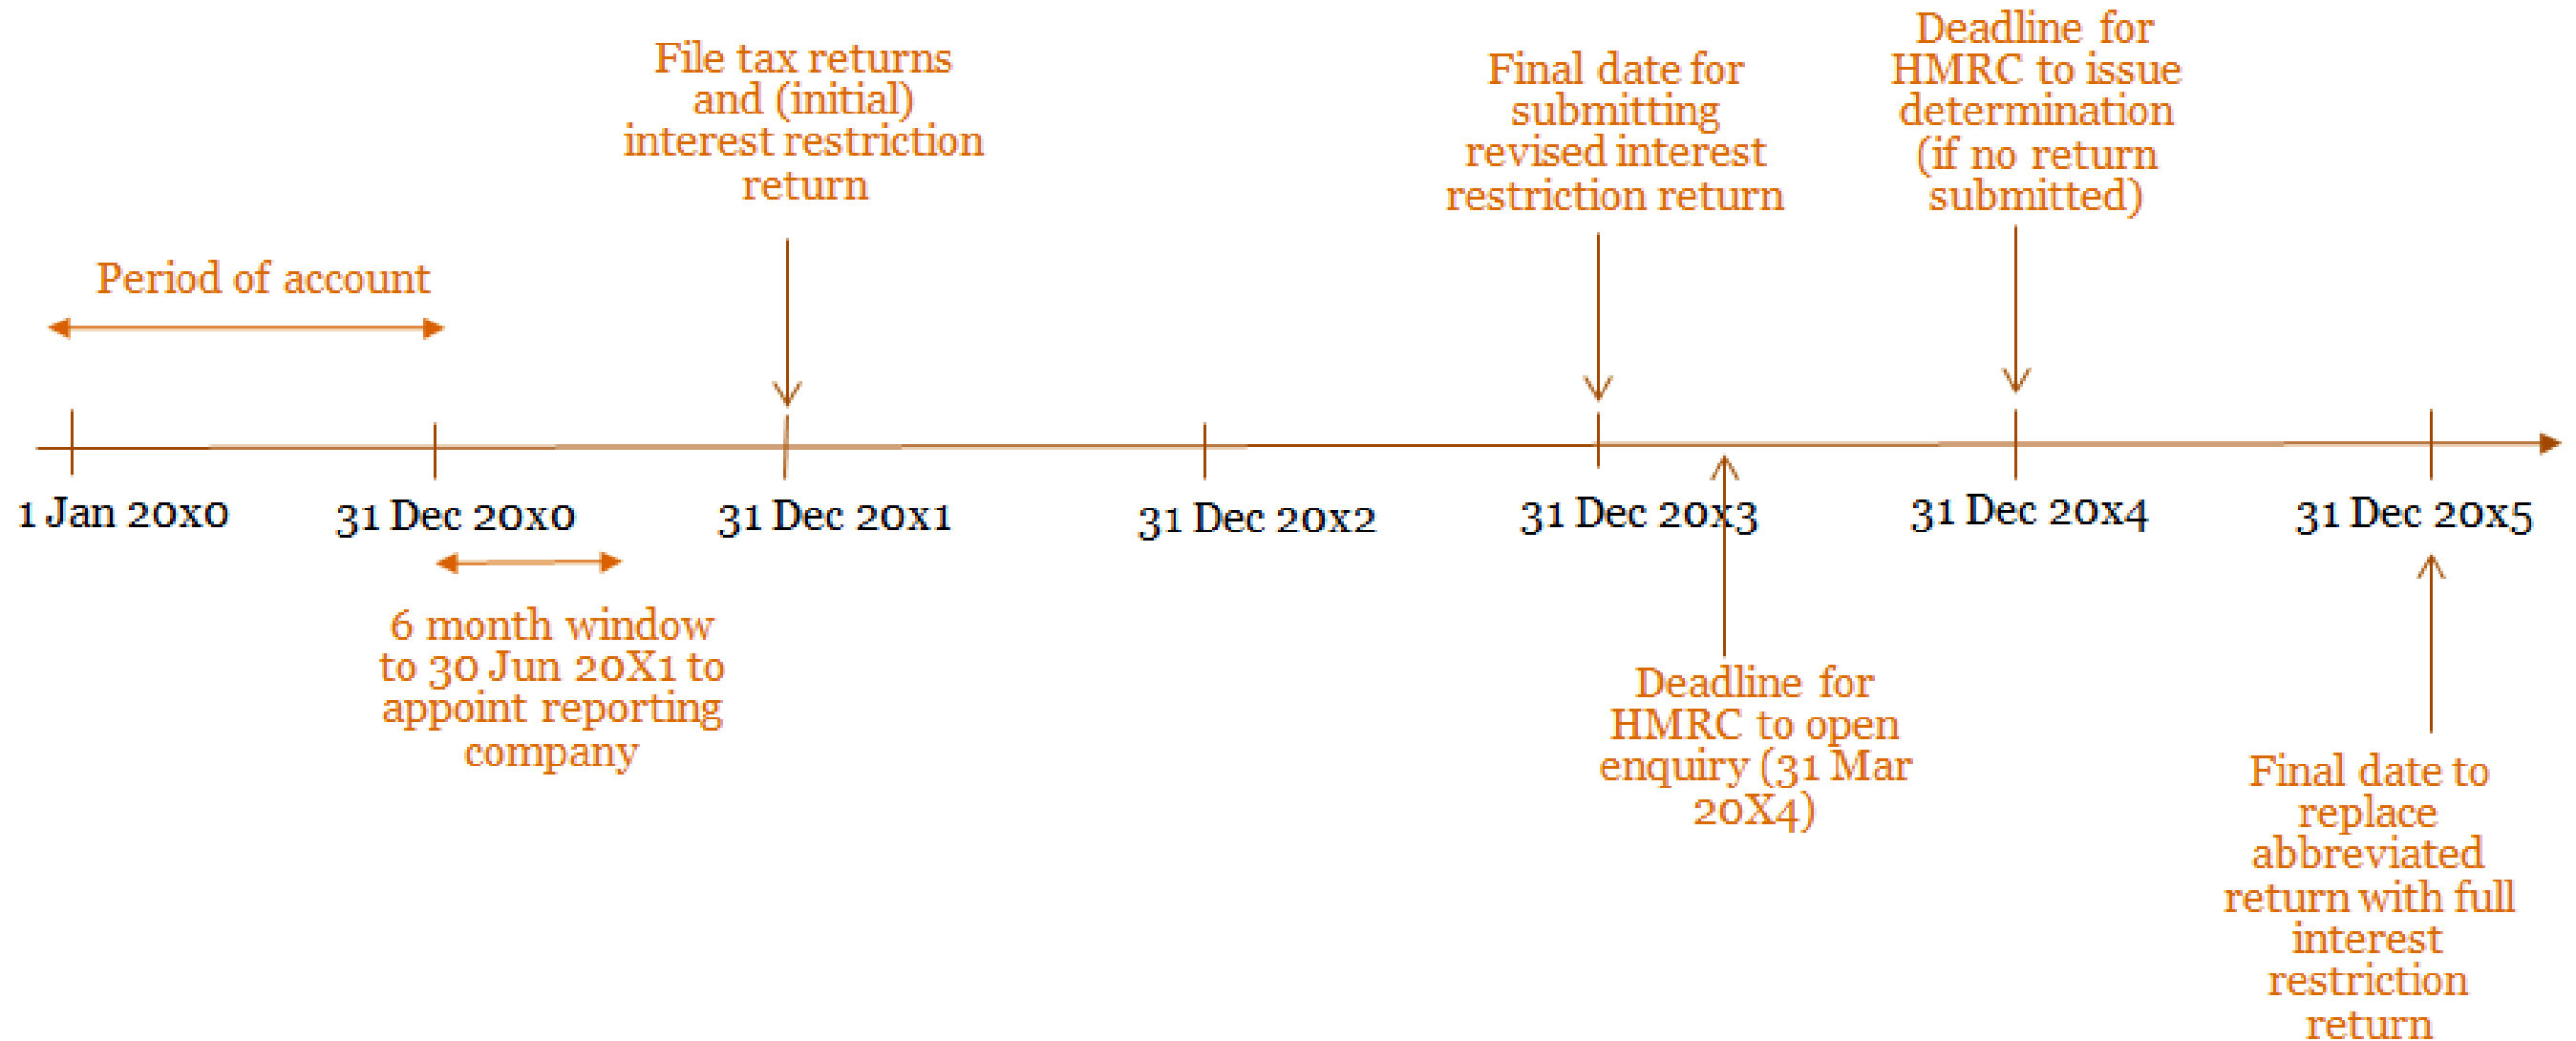 File tax returns
and (initial)
interest restriction
return
Final date for
submitting
revised interest
restriction return
Deadline for
HMRC to issue
determination
(if no return
submitted)
Period of account
1 Jan 20x0
31 Dec 20x0
31 Dec 20x1
31 Dec 20x2
31 Dec 20x3
31 Dec 20x4
31 Dec 20x5
6 month window
to 30 Jun 20X1 to
appoint reporting
company
Deadline for
HMRC to open
enquiry (31 Mar
20X4)
Final date to
replace
abbreviated
return with full
interest
restriction
return